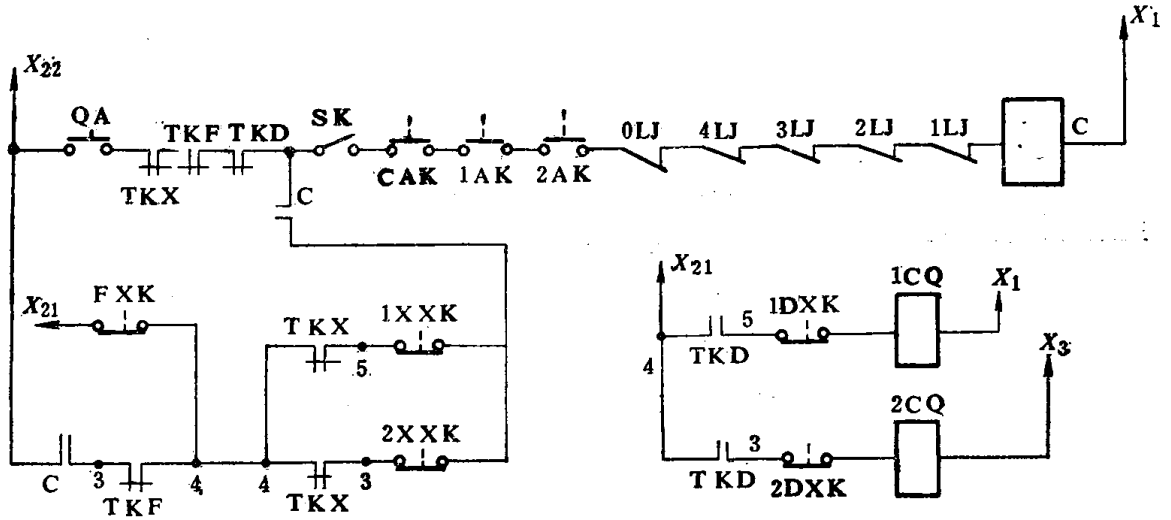 X₁
X₂₂
QA
TKF TKD SK
0LJ 4LJ 3LJ 2LJ 1LJ
C
TKX
CAK 1AK 2AK
C
X₂₁
FXK
X₂₁
TKX 1XXK
5
5 1DXK
1CQ
X₁
TKD
4
X₃
2XXK
2CQ
C 3 TKF 4 4 TKX 3
TKD 3 2DXK